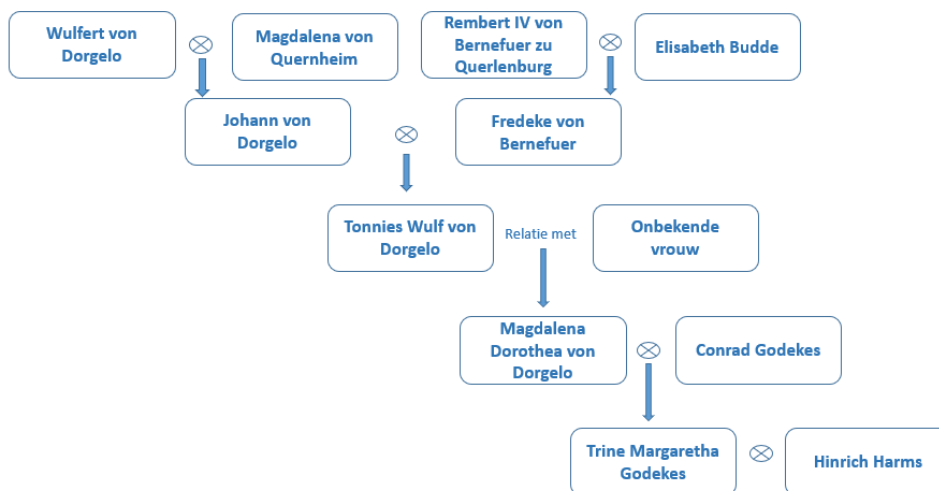 Wulfert von
Dorgelo
Magdalena von
Quernheim
Rembert IV von
Bernefuer zu
Querlenburg
Elisabeth Budde
Johann von
Dorgelo
Fredeke von
Bernefuer
Tonnies Wulf von
Dorgelo
Relatie met
Onbekende
vrouw
Magdalena
Dorothea von
Dorgelo
Conrad Godekes
Trine Margaretha
Godekes
Hinrich Harms